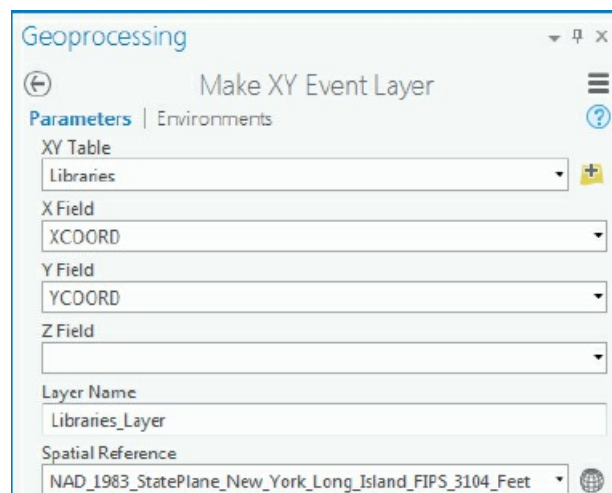 Geoprocessing
Make XY Event Layer
Parameters | Environments
XY Table
Libraries
X Field
XCOORD
Y Field
YCOORD
Z Field
Layer Name
Libraries_Layer
Spatial Reference
NAD_1983_StatePlane_New_York_Long_Island_FIPS_3104_Feet